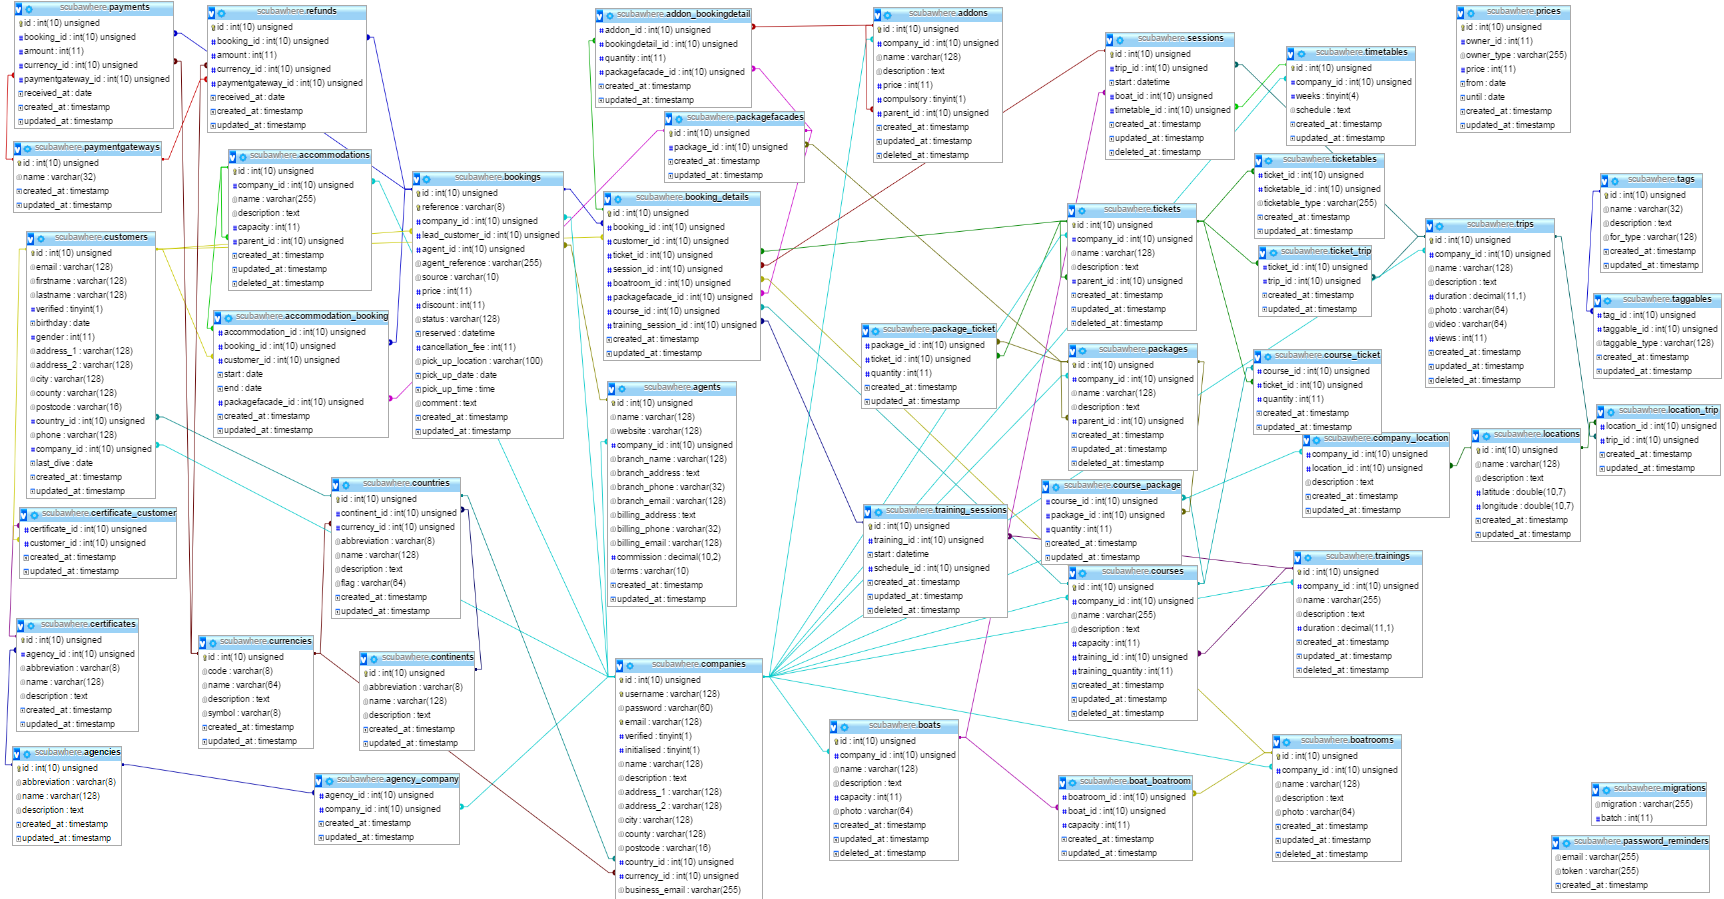 scubawhere.payments
id : int(10) unsigned
booking_id : int(10) unsigned
amount : int(11)
currency_id : int(10) unsigned
paymentgateway_id : int(10) unsigned
received_at : date
created_at : timestamp
updated_at : timestamp
scubawhere.refunds
id : int(10) unsigned
booking_id : int(10) unsigned
amount : int(11)
currency_id : int(10) unsigned
paymentgateway_id : int(10) unsigned
received_at : date
created_at : timestamp
updated_at : timestamp
scubawhere.paymentgateways
id : int(10) unsigned
name : varchar(32)
created_at : timestamp
updated_at : timestamp
scubawhere.accommodations
id : int(10) unsigned
company_id : int(10) unsigned
name : varchar(255)
description : text
capacity : int(11)
parent_id : int(10) unsigned
created_at : timestamp
updated_at : timestamp
deleted_at : timestamp
scubawhere.customers
id : int(10) unsigned
email : varchar(128)
firstname : varchar(128)
lastname : varchar(128)
verified : tinyint(1)
birthday : date
gender : int(11)
address_1 : varchar(128)
address_2 : varchar(128)
city : varchar(128)
county : varchar(128)
postcode : varchar(16)
country_id : int(10) unsigned
phone : varchar(128)
company_id : int(10) unsigned
last_dive : date
created_at : timestamp
updated_at : timestamp
scubawhere.accommodation_booking
accommodation_id : int(10) unsigned
booking_id : int(10) unsigned
customer_id : int(10) unsigned
start : date
end : date
packagefacade_id : int(10) unsigned
created_at : timestamp
updated_at : timestamp
scubawhere.bookings
id : int(10) unsigned
reference : varchar(8)
company_id : int(10) unsigned
lead_customer_id : int(10) unsigned
agent_id : int(10) unsigned
agent_reference : varchar(255)
source : varchar(10)
price : int(11)
discount : int(11)
status : varchar(128)
reserved : datetime
cancellation_fee : int(11)
pick_up_location : varchar(100)
pick_up_date : date
pick_up_time : time
comment : text
created_at : timestamp
updated_at : timestamp
scubawhere.certificate_customer
certificate_id : int(10) unsigned
customer_id : int(10) unsigned
created_at : timestamp
updated_at : timestamp
scubawhere.countries
id : int(10) unsigned
continent_id : int(10) unsigned
currency_id : int(10) unsigned
abbreviation : varchar(8)
name : varchar(128)
description : text
flag : varchar(64)
created_at : timestamp
updated_at : timestamp
scubawhere.certificates
id : int(10) unsigned
agency_id : int(10) unsigned
abbreviation : varchar(8)
name : varchar(128)
description : text
created_at : timestamp
updated_at : timestamp
scubawhere.currencies
id : int(10) unsigned
code : varchar(8)
name : varchar(64)
description : text
symbol : varchar(8)
created_at : timestamp
updated_at : timestamp
scubawhere.continents
id : int(10) unsigned
abbreviation : varchar(8)
name : varchar(128)
description : text
created_at : timestamp
updated_at : timestamp
scubawhere.agencies
id : int(10) unsigned
abbreviation : varchar(8)
name : varchar(128)
description : text
created_at : timestamp
updated_at : timestamp
scubawhere.agency_company
agency_id : int(10) unsigned
company_id : int(10) unsigned
created_at : timestamp
updated_at : timestamp
scubawhere.addon_bookingdetail
addon_id : int(10) unsigned
bookingdetail_id : int(10) unsigned
quantity : int(11)
packagefacade_id : int(10) unsigned
created_at : timestamp
updated_at : timestamp
scubawhere.packagefacades
id : int(10) unsigned
package_id : int(10) unsigned
created_at : timestamp
updated_at : timestamp
scubawhere.booking_details
id : int(10) unsigned
booking_id : int(10) unsigned
customer_id : int(10) unsigned
ticket_id : int(10) unsigned
session_id : int(10) unsigned
boatroom_id : int(10) unsigned
packagefacade_id : int(10) unsigned
course_id : int(10) unsigned
training_session_id : int(10) unsigned
created_at : timestamp
updated_at : timestamp
scubawhere.agents
id : int(10) unsigned
name : varchar(128)
website : varchar(128)
company_id : int(10) unsigned
branch_name : varchar(128)
branch_address : text
branch_phone : varchar(32)
branch_email : varchar(128)
billing_address : text
billing_phone : varchar(32)
billing_email : varchar(128)
commission : decimal(10,2)
terms : varchar(10)
created_at : timestamp
updated_at : timestamp
scubawhere.companies
id : int(10) unsigned
username : varchar(128)
password : varchar(60)
email : varchar(128)
verified : tinyint(1)
initialised : tinyint(1)
name : varchar(128)
description : text
address_1 : varchar(128)
address_2 : varchar(128)
city : varchar(128)
county : varchar(128)
postcode : varchar(16)
country_id : int(10) unsigned
currency_id : int(10) unsigned
business_email : varchar(255)
scubawhere.addons
id : int(10) unsigned
company_id : int(10) unsigned
name : varchar(128)
description : text
price : int(11)
compulsory : tinyint(1)
parent_id : int(10) unsigned
created_at : timestamp
updated_at : timestamp
deleted_at : timestamp
scubawhere.package_ticket
package_id : int(10) unsigned
ticket_id : int(10) unsigned
quantity : int(11)
created_at : timestamp
updated_at : timestamp
scubawhere.training_sessions
id : int(10) unsigned
training_id : int(10) unsigned
start : datetime
schedule_id : int(10) unsigned
created_at : timestamp
updated_at : timestamp
deleted_at : timestamp
scubawhere.boats
id : int(10) unsigned
company_id : int(10) unsigned
name : varchar(128)
description : text
capacity : int(11)
photo : varchar(64)
created_at : timestamp
updated_at : timestamp
deleted_at : timestamp
scubawhere.sessions
id : int(10) unsigned
trip_id : int(10) unsigned
start : datetime
boat_id : int(10) unsigned
timetable_id : int(10) unsigned
created_at : timestamp
updated_at : timestamp
deleted_at : timestamp
scubawhere.timetables
id : int(10) unsigned
company_id : int(10) unsigned
weeks : tinyint(4)
schedule : text
created_at : timestamp
updated_at : timestamp
scubawhere.tickets
id : int(10) unsigned
company_id : int(10) unsigned
name : varchar(128)
description : text
parent_id : int(10) unsigned
created_at : timestamp
updated_at : timestamp
deleted_at : timestamp
scubawhere.ticketables
ticket_id : int(10) unsigned
ticketable_id : int(10) unsigned
ticketable_type : varchar(255)
created_at : timestamp
updated_at : timestamp
scubawhere.ticket_trip
ticket_id : int(10) unsigned
trip_id : int(10) unsigned
created_at : timestamp
updated_at : timestamp
scubawhere.packages
id : int(10) unsigned
company_id : int(10) unsigned
name : varchar(128)
description : text
parent_id : int(10) unsigned
created_at : timestamp
updated_at : timestamp
deleted_at : timestamp
scubawhere.course_ticket
course_id : int(10) unsigned
ticket_id : int(10) unsigned
quantity : int(11)
created_at : timestamp
updated_at : timestamp
scubawhere.course_package
course_id : int(10) unsigned
package_id : int(10) unsigned
quantity : int(11)
created_at : timestamp
updated_at : timestamp
scubawhere.courses
id : int(10) unsigned
company_id : int(10) unsigned
name : varchar(255)
description : text
capacity : int(11)
training_id : int(10) unsigned
training_quantity : int(11)
created_at : timestamp
updated_at : timestamp
deleted_at : timestamp
scubawhere.boat_boatroom
boatroom_id : int(10) unsigned
boat_id : int(10) unsigned
capacity : int(11)
created_at : timestamp
updated_at : timestamp
scubawhere.company_location
company_id : int(10) unsigned
location_id : int(10) unsigned
description : text
created_at : timestamp
updated_at : timestamp
scubawhere.trainings
id : int(10) unsigned
company_id : int(10) unsigned
name : varchar(255)
description : text
duration : decimal(11,1)
created_at : timestamp
updated_at : timestamp
deleted_at : timestamp
scubawhere.boatrooms
id : int(10) unsigned
company_id : int(10) unsigned
name : varchar(128)
description : text
photo : varchar(64)
created_at : timestamp
updated_at : timestamp
deleted_at : timestamp
scubawhere.prices
id : int(10) unsigned
owner_id : int(11)
owner_type : varchar(255)
price : int(11)
from : date
until : date
created_at : timestamp
updated_at : timestamp
scubawhere.trips
id : int(10) unsigned
company_id : int(10) unsigned
name : varchar(128)
description : text
duration : decimal(11,1)
photo : varchar(64)
video : varchar(64)
views : int(11)
created_at : timestamp
updated_at : timestamp
deleted_at : timestamp
scubawhere.locations
id : int(10) unsigned
name : varchar(128)
description : text
latitude : double(10,7)
longitude : double(10,7)
created_at : timestamp
updated_at : timestamp
scubawhere.tags
id : int(10) unsigned
name : varchar(32)
description : text
for_type : varchar(128)
created_at : timestamp
updated_at : timestamp
scubawhere.taggables
tag_id : int(10) unsigned
taggable_id : int(10) unsigned
taggable_type : varchar(128)
created_at : timestamp
updated_at : timestamp
scubawhere.location_trip
location_id : int(10) unsigned
trip_id : int(10) unsigned
created_at : timestamp
updated_at : timestamp
scubawhere.migrations
migration : varchar(255)
batch : int(11)
scubawhere.password_reminders
email : varchar(255)
token : varchar(255)
created_at : timestamp